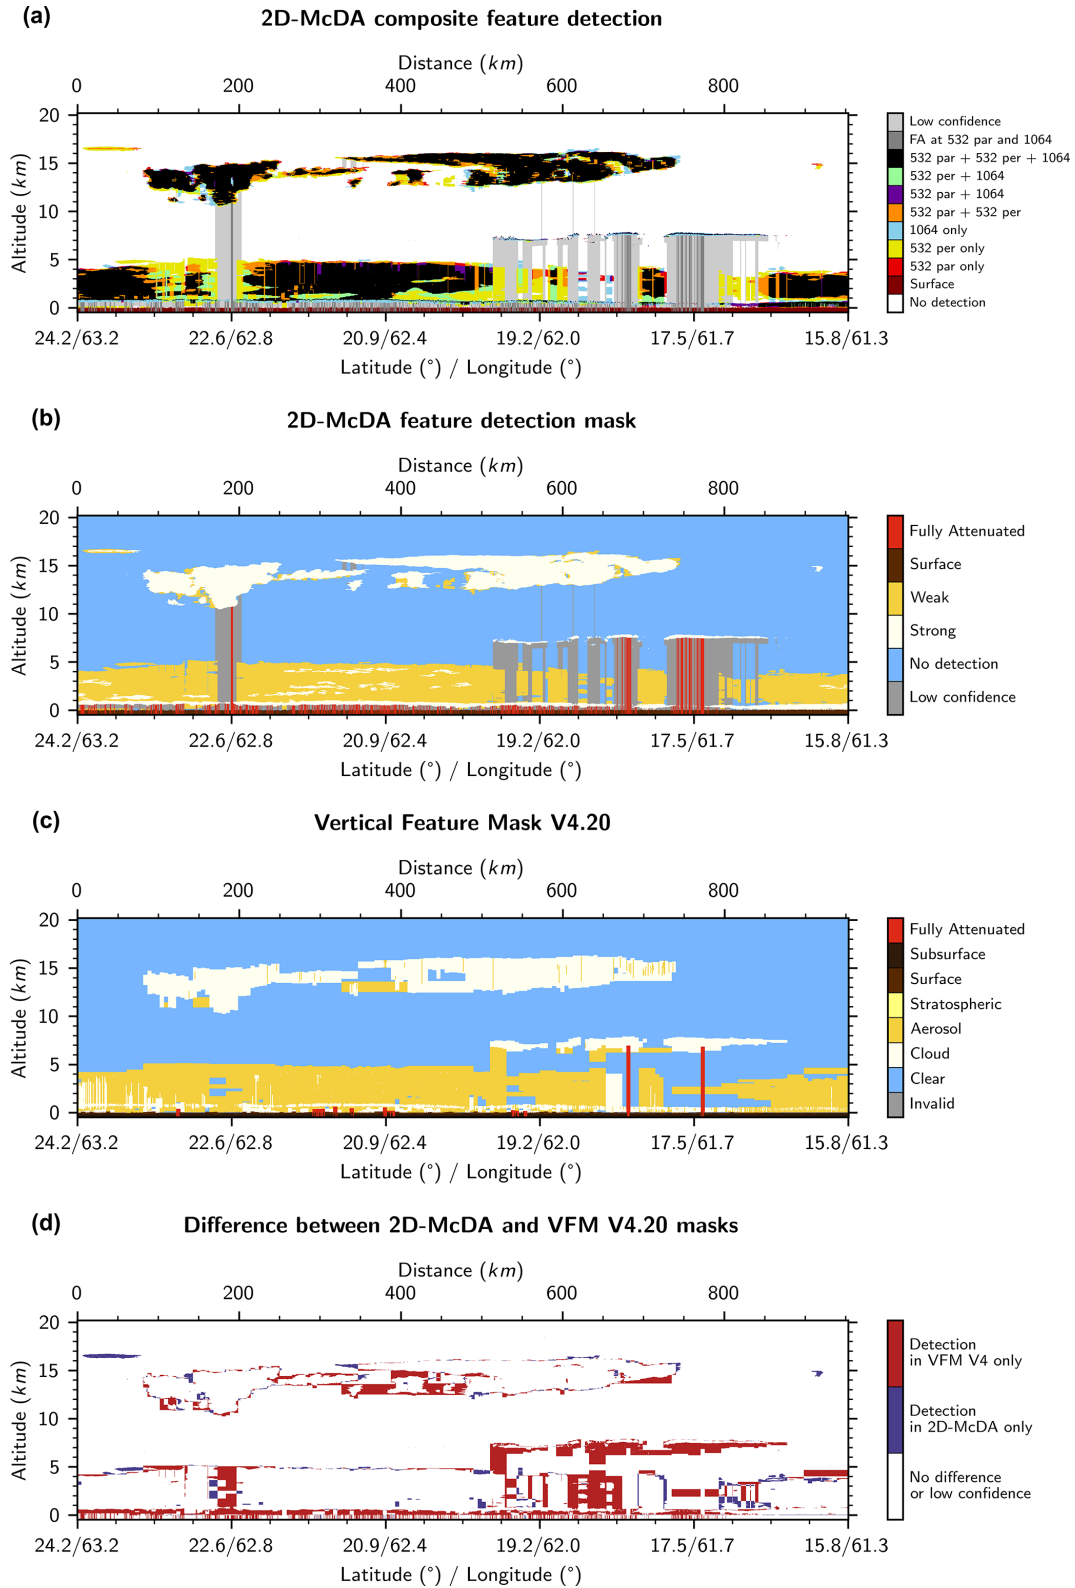 (a)
2D-McDA composite feature detection
Distance (km)
0 200 400 600 800
20
15
10
5
0
Altitude (km)
24.2/63.2 22.6/62.8 20.9/62.4 19.2/62.0 17.5/61.7 15.8/61.3
Latitude (°) / Longitude (°)
Low confidence
FA at 532 par and 1064
532 par + 532 per + 1064
532 per + 1064
532 par + 1064
532 par + 532 per
1064 only
532 per only
532 par only
Surface
No detection
(b)
2D-McDA feature detection mask
Distance (km)
0 200 400 600 800
20
15
10
5
0
Altitude (km)
24.2/63.2 22.6/62.8 20.9/62.4 19.2/62.0 17.5/61.7 15.8/61.3
Latitude (°) / Longitude (°)
Fully Attenuated
Surface
Weak
Strong
No detection
Low confidence
(c)
Vertical Feature Mask V4.20
Distance (km)
0 200 400 600 800
20
15
10
5
0
Altitude (km)
24.2/63.2 22.6/62.8 20.9/62.4 19.2/62.0 17.5/61.7 15.8/61.3
Latitude (°) / Longitude (°)
Fully Attenuated
Subsurface
Surface
Stratospheric
Aerosol
Cloud
Clear
Invalid
(d)
Difference between 2D-McDA and VFM V4.20 masks
Distance (km)
0 200 400 600 800
20
15
10
5
0
Altitude (km)
24.2/63.2 22.6/62.8 20.9/62.4 19.2/62.0 17.5/61.7 15.8/61.3
Latitude (°) / Longitude (°)
Detection
in VFM V4 only
Detection
in 2D-McDA only
No difference
or low confidence